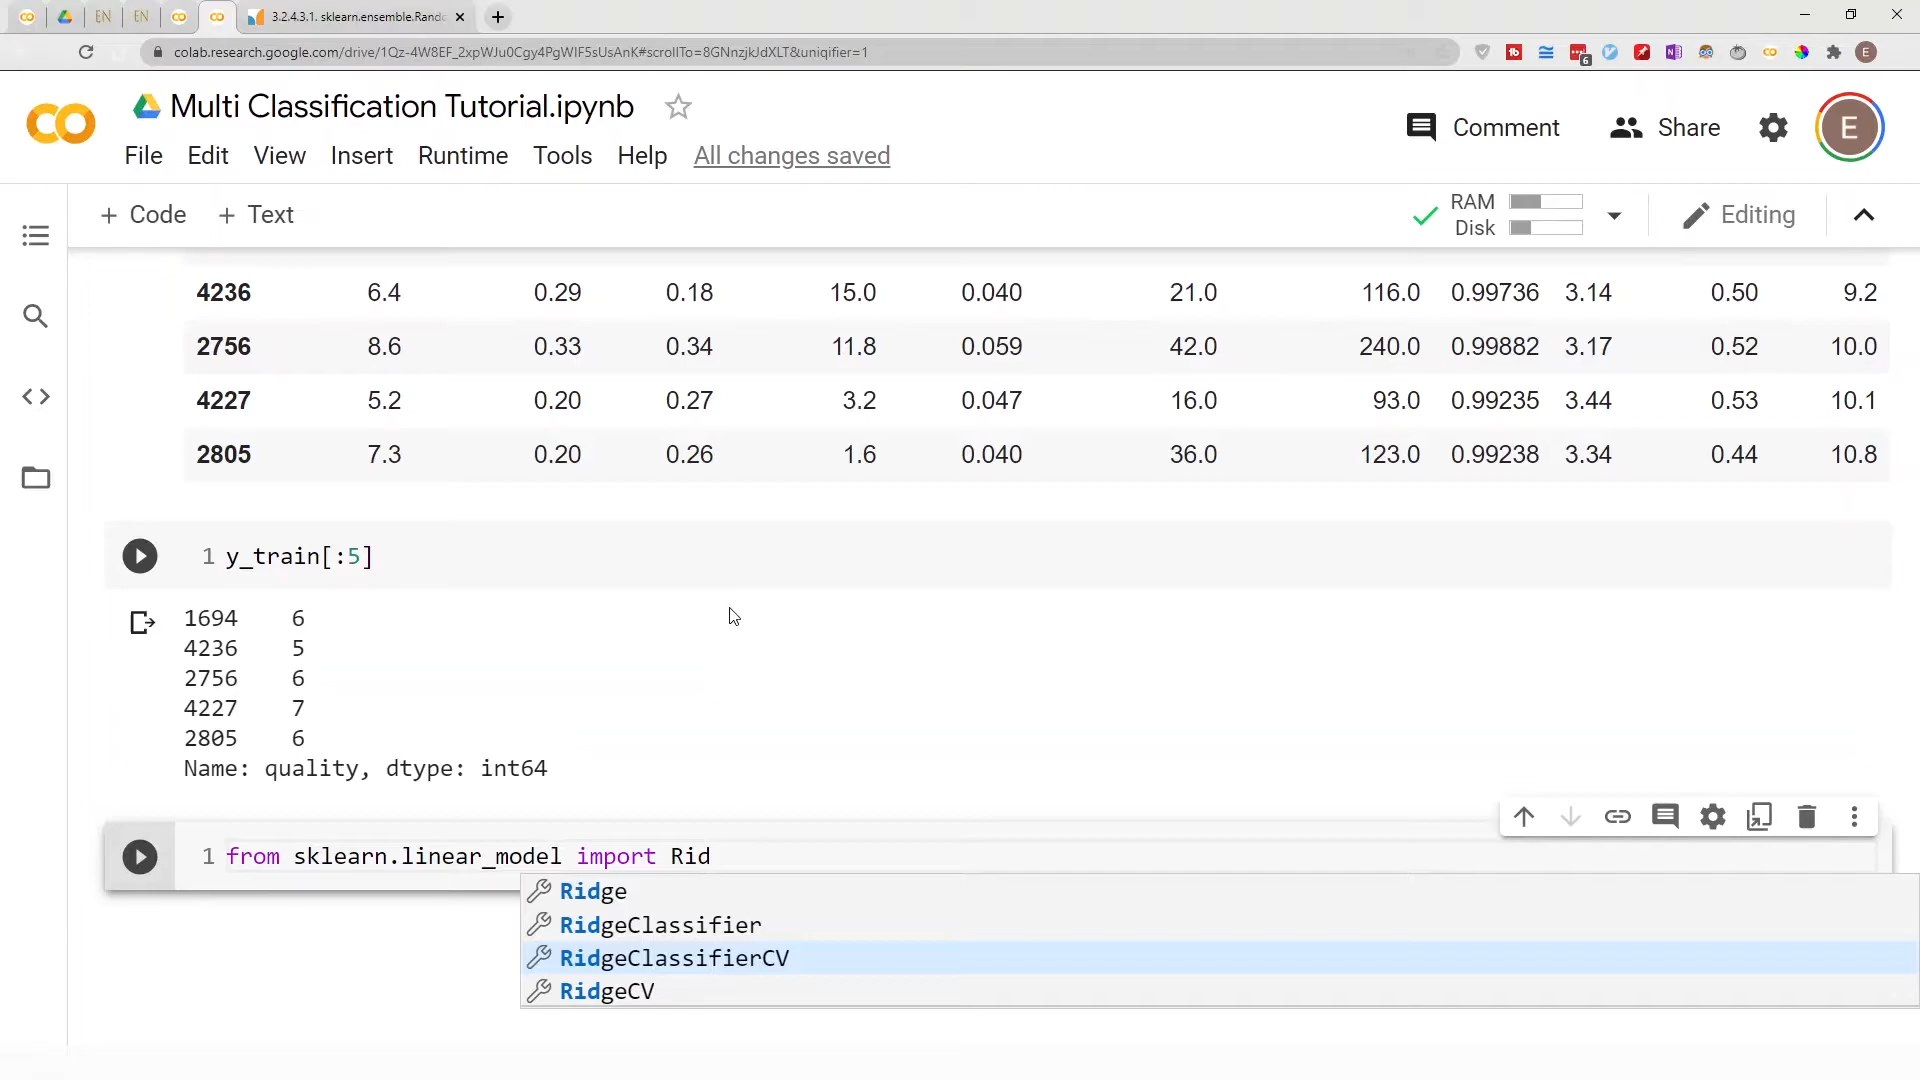 EN EN 3.2.4.3.1. sklearn.ensemble.Rando
colab.research.google.com/drive/1Qz-4W8EF_2xpWJu0Cgy4PgWIF5sUsAnK#scrollTo=8GNnzjkJdXLT&uniqifier=1
6
E
CO Multi Classification Tutorial.ipynb
Comment Share E
File Edit View Insert Runtime Tools Help All changes saved
+ Code + Text RAM Disk Editing
4236 6.4 0.29 0.18 15.0 0.040 21.0 116.0 0.99736 3.14 0.50 9.2
2756 8.6 0.33 0.34 11.8 0.059 42.0 240.0 0.99882 3.17 0.52 10.0
4227 5.2 0.20 0.27 3.2 0.047 16.0 93.0 0.99235 3.44 0.53 10.1
2805 7.3 0.20 0.26 1.6 0.040 36.0 123.0 0.99238 3.34 0.44 10.8
1 y_train[:5]
1694 6
4236 5
2756 6
4227 7
2805 6
Name: quality, dtype: int64
1 from sklearn.linear_model import Rid
Ridge
RidgeClassifier
RidgeClassifierCV
RidgeCV